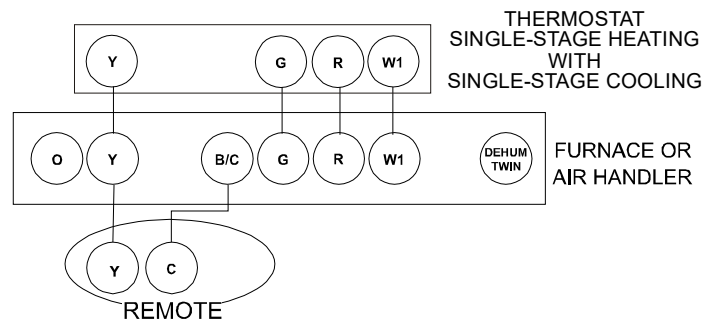 THERMOSTAT
SINGLE-STAGE HEATING
WITH
SINGLE-STAGE COOLING
Y G R W1
O Y B/C G R W1 DEHUM
TWIN
FURNACE OR
AIR HANDLER
Y C
REMOTE